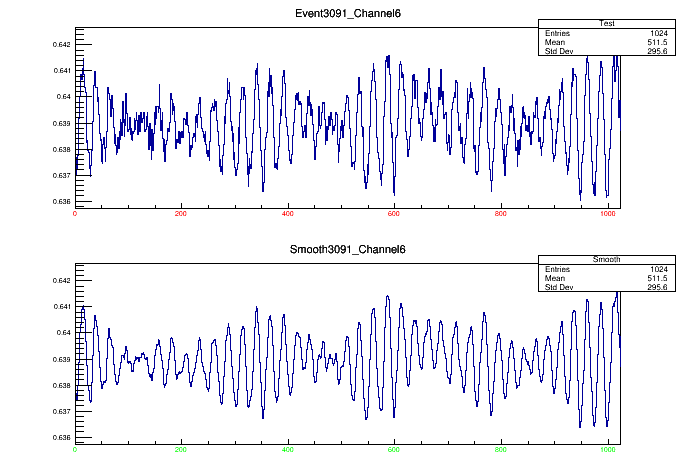 Event3091_Channel6
Test
Entries 1024
Mean 511.5
Std Dev 295.6
0.642
0.641
0.64
0.639
0.638
0.637
0.636
0 200 400 600 800 1000
Smooth3091_Channel6
Smooth
Entries 1024
Mean 511.5
Std Dev 295.6
0.642
0.641
0.64
0.639
0.638
0.637
0.636
0 200 400 600 800 1000